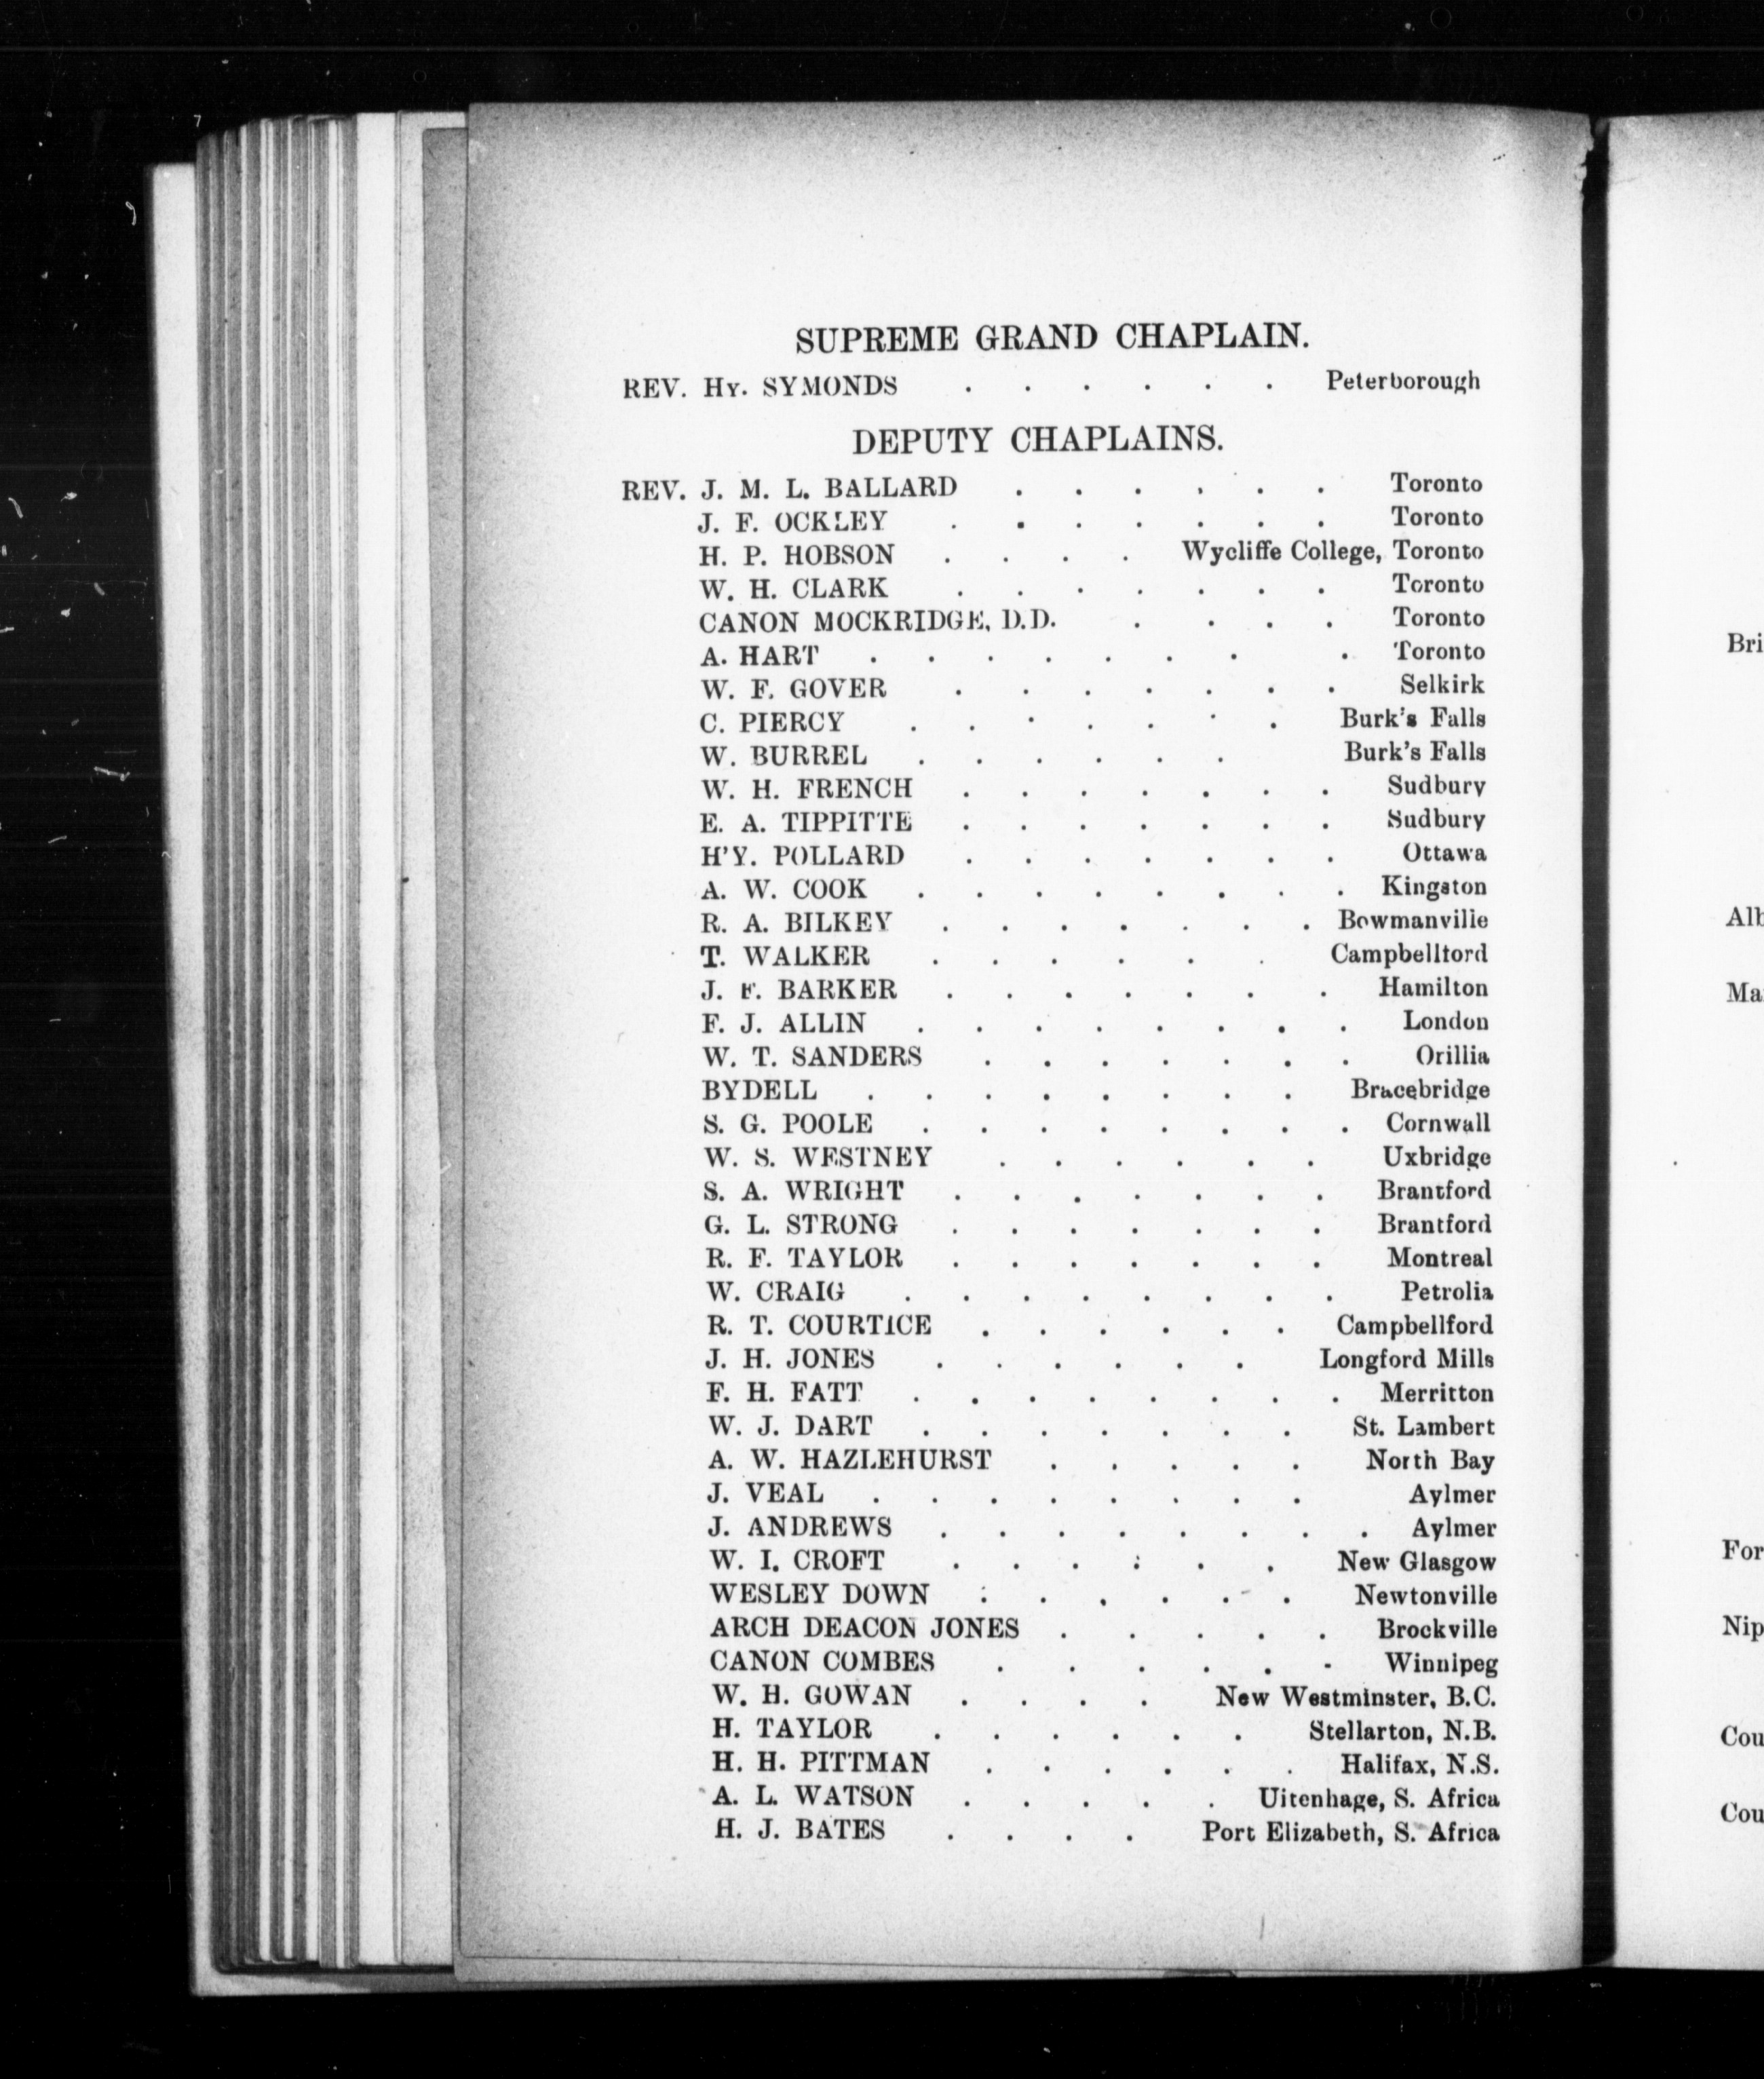 SUPREME GRAND CHAPLAIN.
REV. HY. SYMONDS . . . . . . Peterborough
DEPUTY CHAPLAINS.
REV. J. M. L. BALLARD . . . . . . Toronto
J. F. OCKLEY . . . . . . . Toronto
H. P. HOBSON . . . . Wycliffe College, Toronto
W. H. CLARK . . . . . . . Toronto
CANON MOCKRIDGE, D.D. . . . . Toronto
A. HART . . . . . . . . Toronto
W. F. GOVER . . . . . . . Selkirk
C. PIERCY . . . . . . . Burk's Falls
W. BURREL . . . . . . Burk's Falls
W. H. FRENCH . . . . . . . Sudbury
E. A. TIPPITTE . . . . . . . Sudbury
H'Y. POLLARD . . . . . . . Ottawa
A. W. COOK . . . . . . . . Kingston
R. A. BILKEY . . . . . . . Bowmanville
T. WALKER . . . . . . Campbelltord
J. F. BARKER . . . . . . . Hamilton
F. J. ALLIN . . . . . . . . London
W. T. SANDERS . . . . . . . Orillia
BYDELL . . . . . . . . Bracebridge
S. G. POOLE . . . . . . . . Cornwall
W. S. WESTNEY . . . . . . Uxbridge
S. A. WRIGHT . . . . . . . Brantford
G. L. STRONG . . . . . . . Brantford
R. F. TAYLOR . . . . . . . Montreal
W. CRAIG . . . . . . . . Petrolia
R. T. COURTICE . . . . . . Campbellford
J. H. JONES . . . . . . Longford Mills
F. H. FATT . . . . . . . . Merritton
W. J. DART . . . . . . . St. Lambert
A. W. HAZLEHURST . . . . . North Bay
J. VEAL . . . . . . . . Aylmer
J. ANDREWS . . . . . . . . Aylmer
W. I. CROFT . . . . . . New Glasgow
WESLEY DOWN . . . . . . Newtonville
ARCH DEACON JONES . . . . . Brockville
CANON COMBES . . . . . - Winnipeg
W. H. GOWAN . . . . New Westminster, B.C.
H. TAYLOR . . . . . . Stellarton, N.B.
H. H. PITTMAN . . . . . . Halifax, N.S.
A. L. WATSON . . . . . Uitenhage, S. Africa
H. J. BATES . . . . Port Elizabeth, S. Africa
Bri
Alb
Ma
For
Nip
Cou
Cou